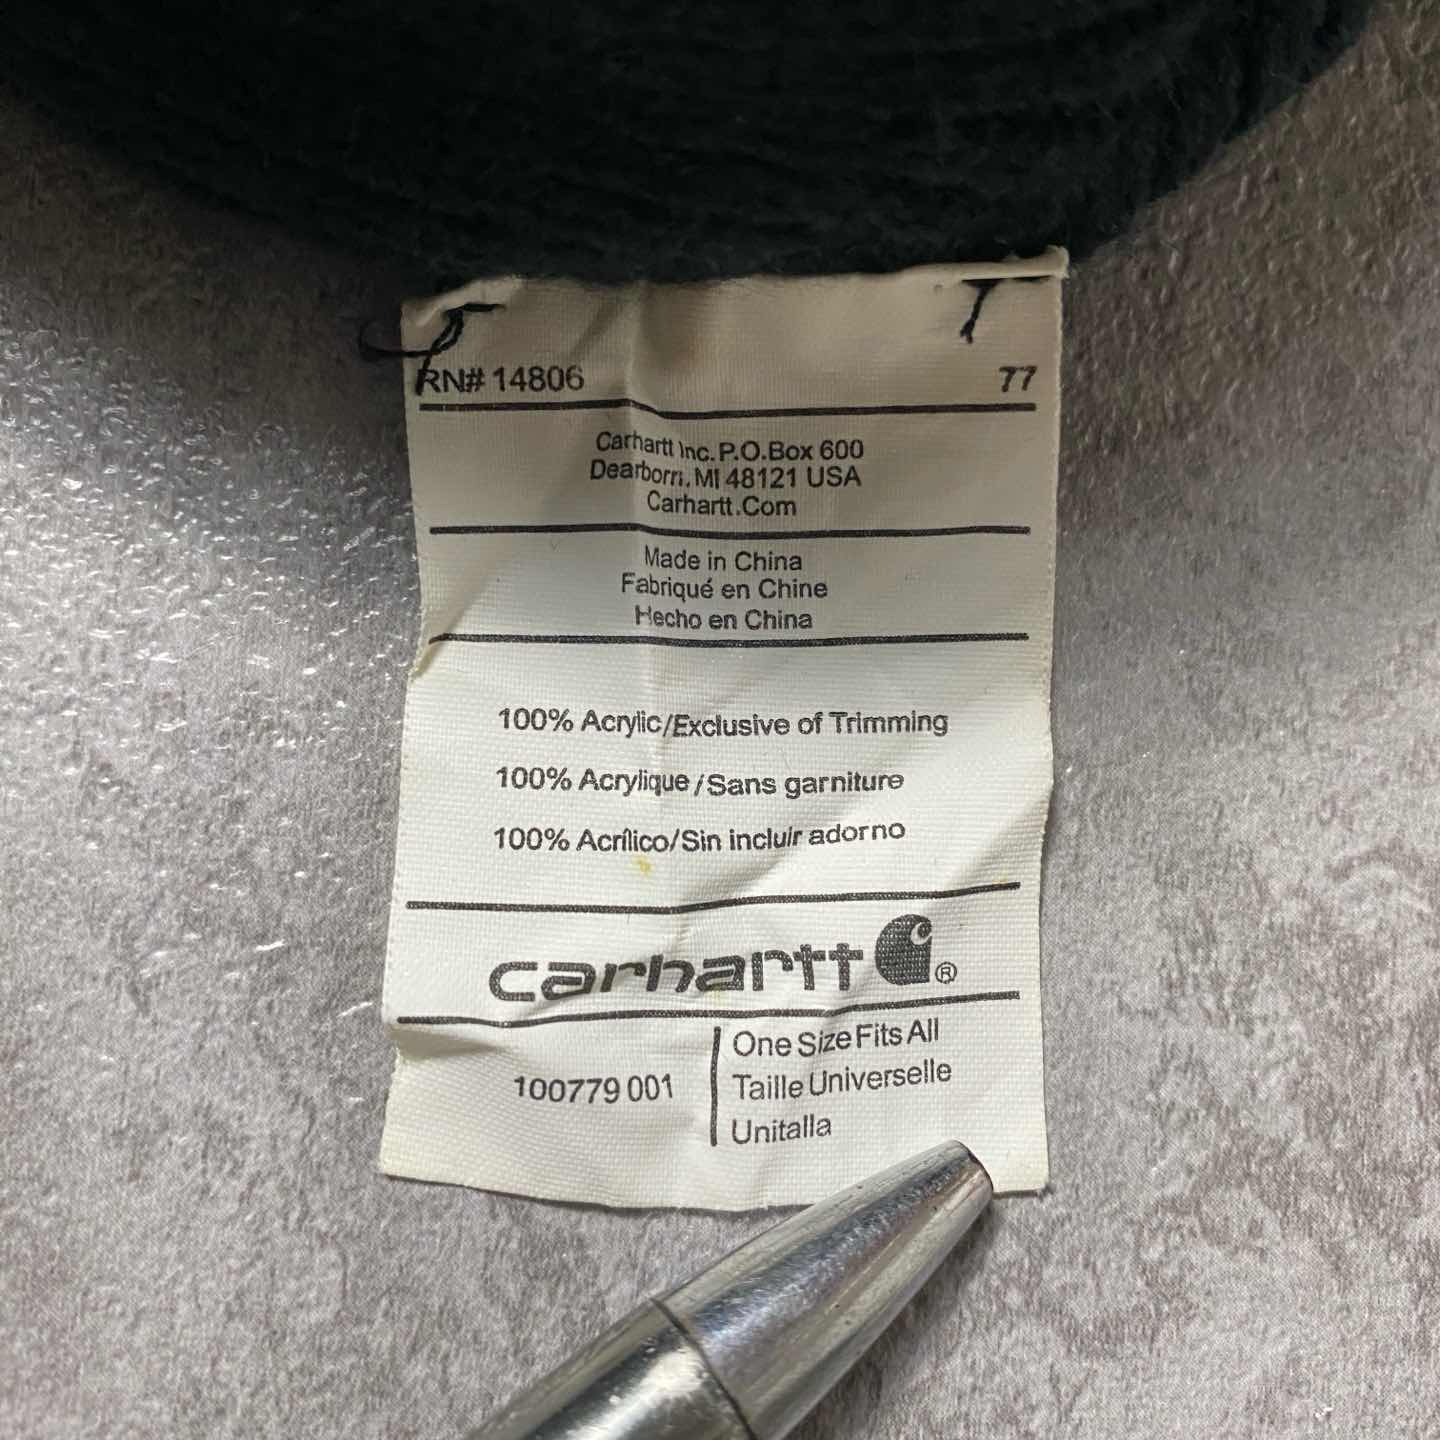 RN# 14806 77
Carhartt Inc. P.O.Box 600
Dearborn, MI 48121 USA
Carhartt.Com
Made in China
Fabriqué en Chine
Hecho en China
100% Acrylic/Exclusive of Trimming
100% Acrylique/Sans garniture
100% Acrílico/Sin incluir adorno
carhartt ®
100779 001
One Size Fits All
Taille Universelle
Unitalla